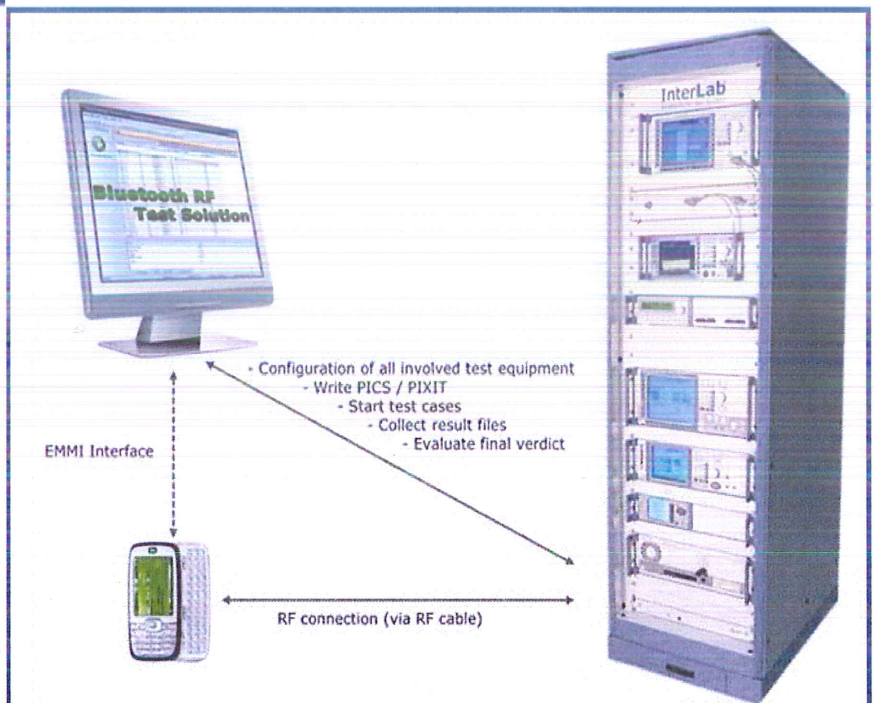 InterLab
Bluetooth RF
Test Solution
- Configuration of all involved test equipment
- Write PICS / PIXIT
- Start test cases
- Collect result files
- Evaluate final verdict
EMMI Interface
RF connection (via RF cable)